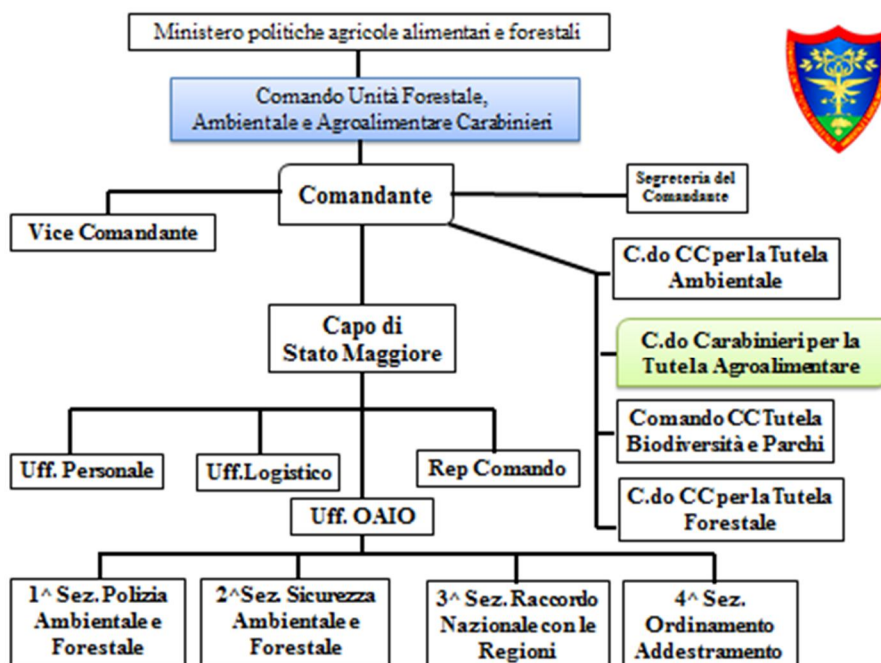 Ministero politiche agricole alimentari e forestali
Comando Unità Forestale,
Ambientale e Agroalimentare Carabinieri
Comandante
Segreteria del
Comandante
Vice Comandante
C.do CC per la Tutela
Ambientale
Capo di
Stato Maggiore
C.do Carabinieri per la
Tutela Agroalimentare
Comando CC Tutela
Biodiversità e Parchi
Uff. Personale
Uff.Logistico
Rep Comando
C.do CC per la Tutela
Forestale
Uff. OAIO
1^ Sez. Polizia
Ambientale e
Forestale
2^Sez. Sicurezza
Ambientale e
Forestale
3^ Sez. Raccordo
Nazionale con le
Regioni
4^ Sez.
Ordinamento
Addestramento